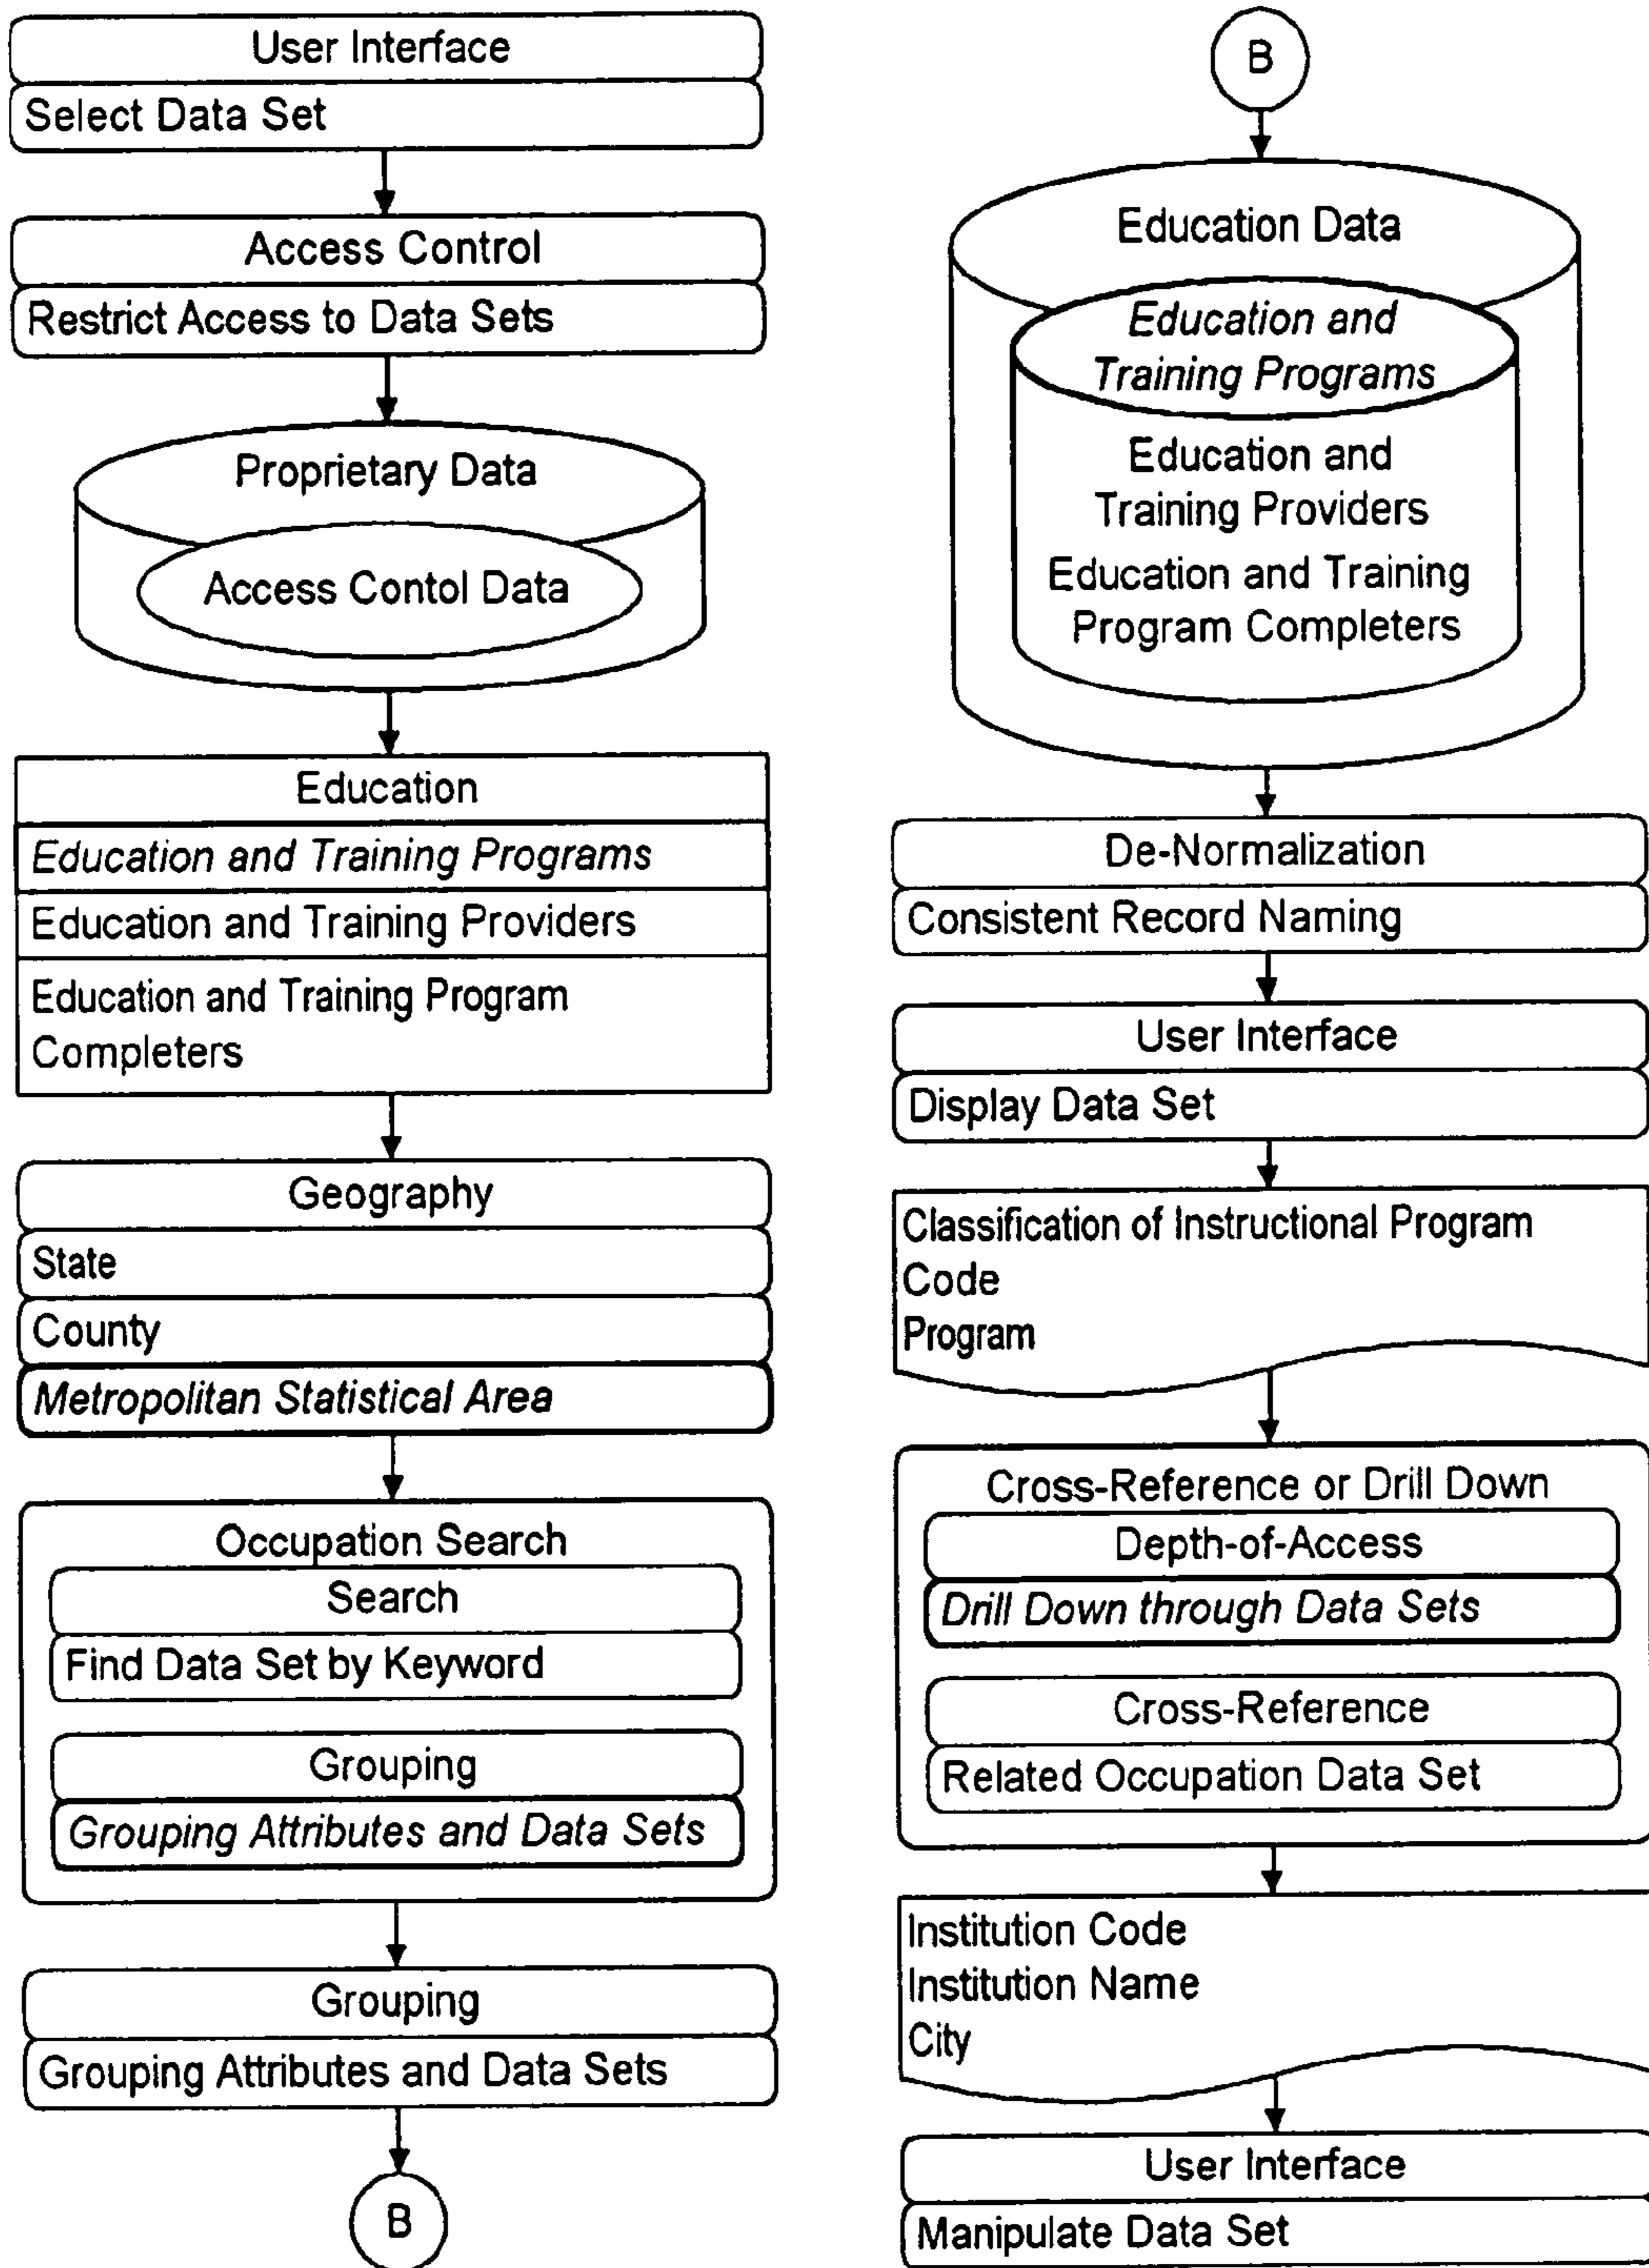 User Interface
Select Data Set
Access Control
Restrict Access to Data Sets
Proprietary Data
Access Contol Data
Education
Education and Training Programs
Education and Training Providers
Education and Training Program
Completers
Geography
State
County
Metropolitan Statistical Area
Occupation Search
Search
Find Data Set by Keyword
Grouping
Grouping Attributes and Data Sets
Grouping
Grouping Attributes and Data Sets
B
B
Education Data
Education and
Training Programs
Education and
Training Providers
Education and Training
Program Completers
De-Normalization
Consistent Record Naming
User Interface
Display Data Set
Classification of Instructional Program
Code
Program
Cross-Reference or Drill Down
Depth-of-Access
Drill Down through Data Sets
Cross-Reference
Related Occupation Data Set
Institution Code
Institution Name
City
User Interface
Manipulate Data Set